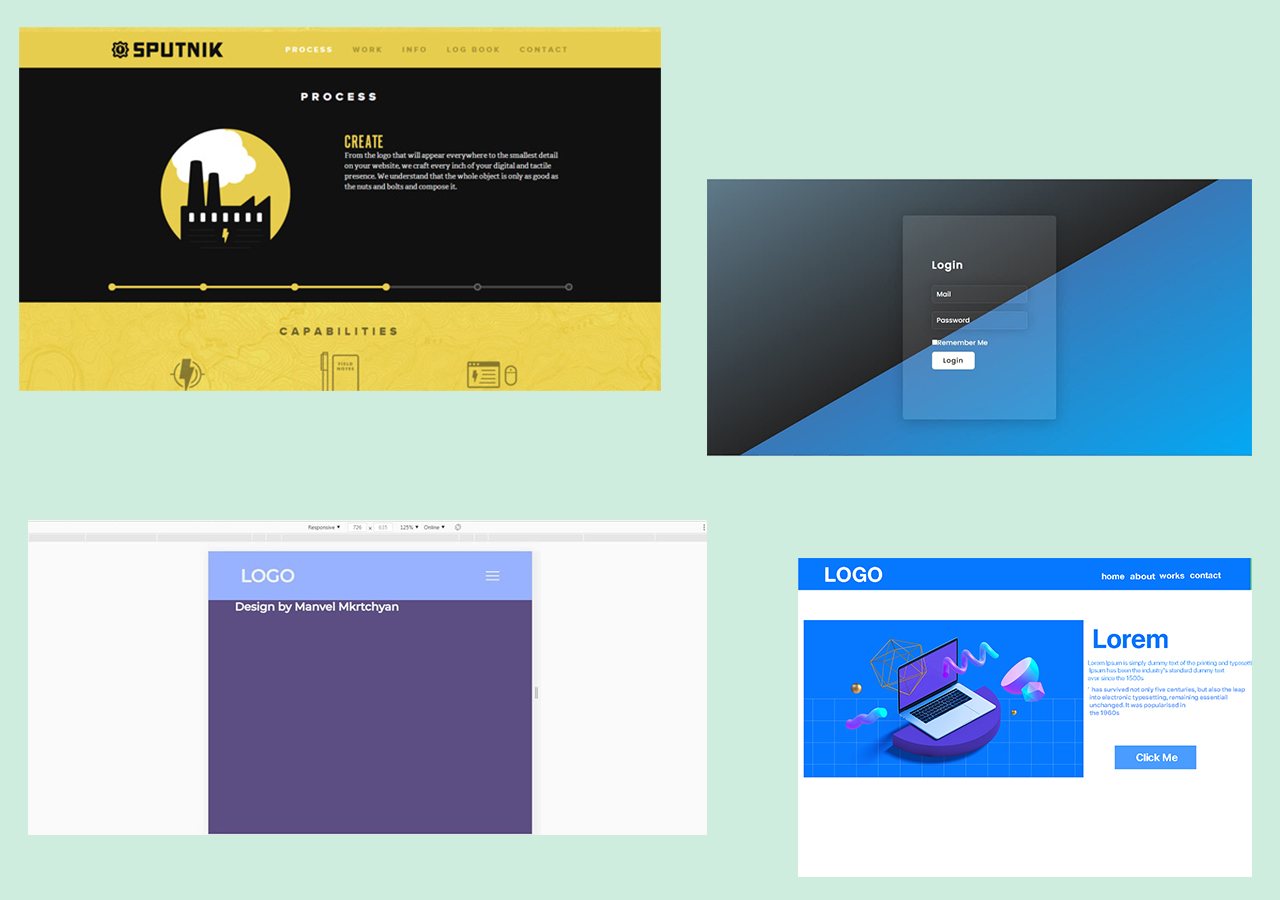 SPUTNIK
PROCESS WORK INFO LOG BOOK CONTACT
PROCESS
CREATE
From the logo that will appear everywhere to the smallest detail
on your website, we craft every inch of your digital and tactile
presence. We understand that the whole object is only as good as
the nuts and bolts and compose it.
CAPABILITIES
FIELD
NOTES
Login
Mail
Password
Remember Me
Login
Responsive ▼ 726 x 635 125% ▼ Online ▼
LOGO
Design by Manvel Mkrtchyan
LOGO
home about works contact
Lorem
Lorem Ipsum is simply dummy text of the printing and typesett
Ipsum has been the industry's standard dummy text
ever since the 1500s
' has survived not only five centuries, but also the leap
into electronic typesetting, remaining essentiall
unchanged. It was popularised in
the 1960s
Click Me